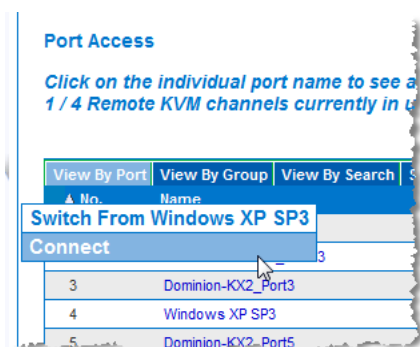 Port Access
Click on the individual port name to see
1 / 4 Remote KVM channels currently in
View By Port View By Group View By Search
No. Name
Switch From Windows XP SP3
Connect
3
3 Dominion-KX2_Port3
4 Windows XP SP3
5 Dominion-KX2_Port5